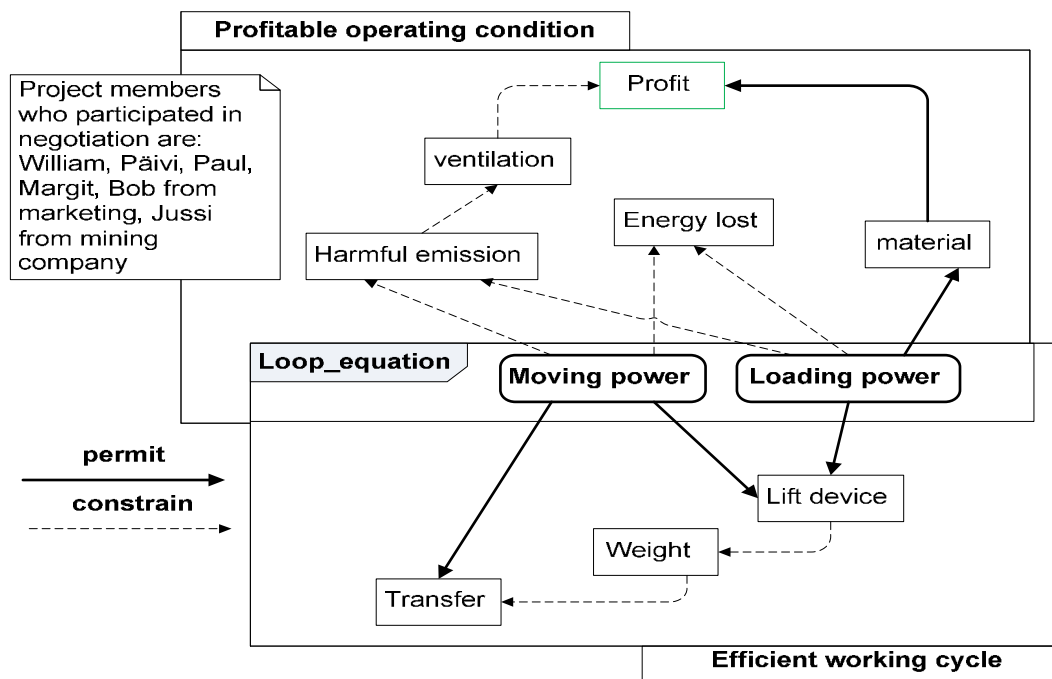 Profitable operating condition
Project members
who participated in
negotiation are:
William, Päivi, Paul,
Margit, Bob from
marketing, Jussi
from mining
company
Profit
ventilation
Energy lost
material
Harmful emission
Loop_equation
Moving power
Loading power
permit
constrain
Lift device
Weight
Transfer
Efficient working cycle